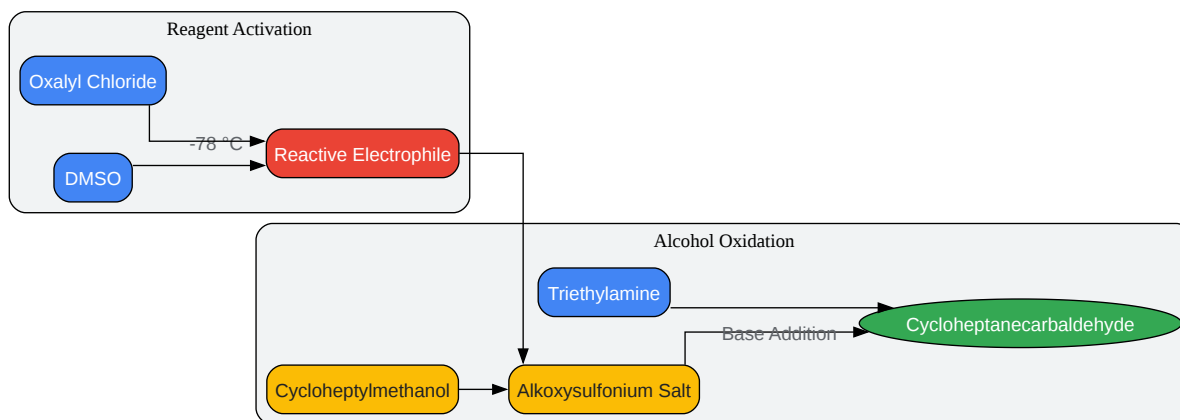 Reagent Activation
Oxalyl Chloride
-78 °C
Reactive Electrophile
DMSO
Alcohol Oxidation
Triethylamine
Cycloheptanecarbaldehyde
Base Addition
Cycloheptylmethanol
Alkoxysulfonium Salt